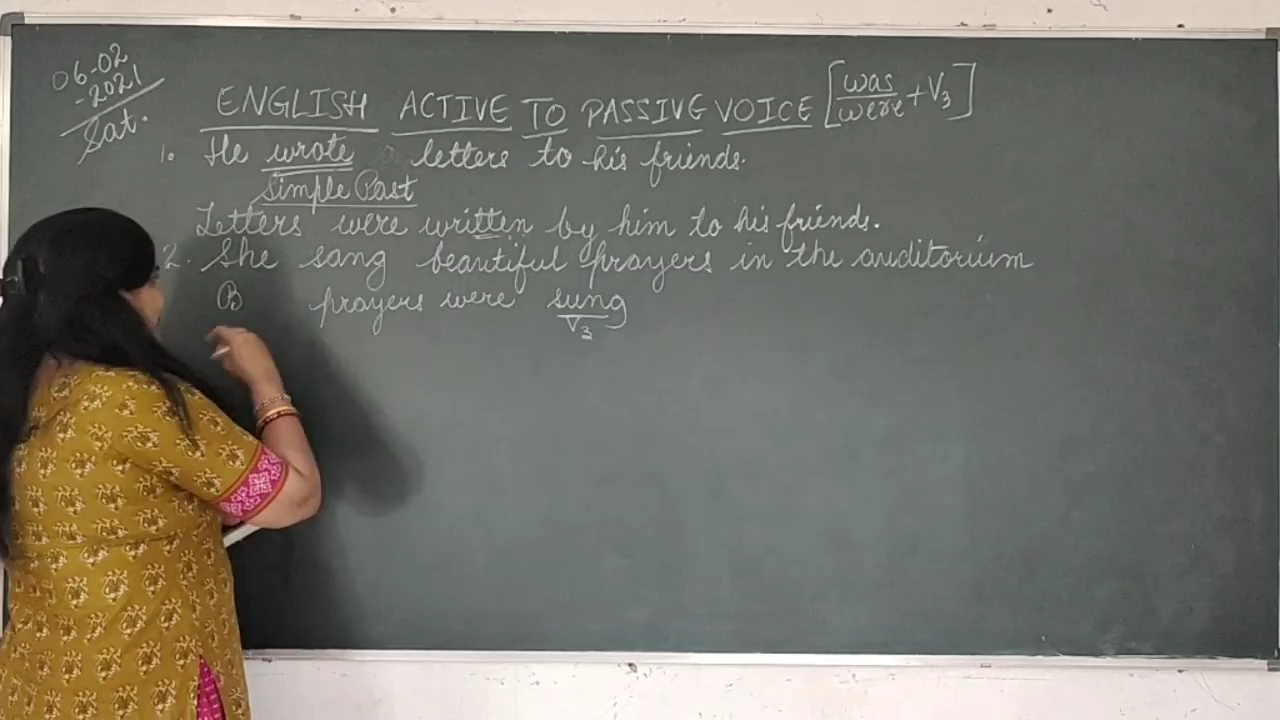 06-02
-2021
Sat.
ENGLISH ACTIVE TO PASSIVE VOICE [was/were + V3]
1. He wrote letters to his friends.
Simple Past
Letters were written by him to his friends.
2. She sang beautiful prayers in the auditorium
B prayers were sung
V3